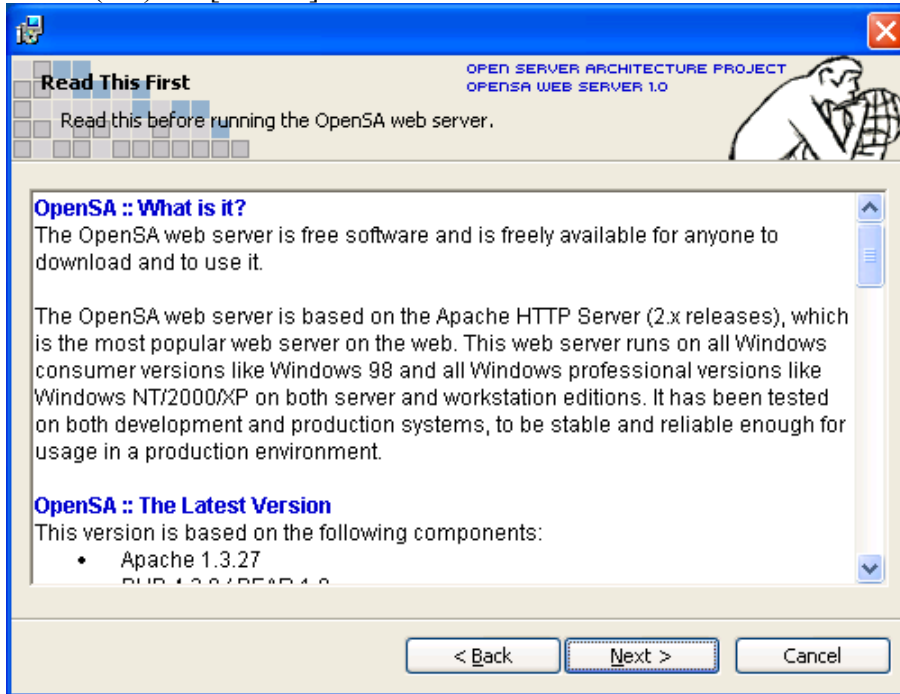 OPEN SERVER ARCHITECTURE PROJECT
OPENSA WEB SERVER 1.0
Read This First
Read this before running the OpenSA web server.
OpenSA :: What is it?
The OpenSA web server is free software and is freely available for anyone to
download and to use it.
The OpenSA web server is based on the Apache HTTP Server (2.x releases), which
is the most popular web server on the web. This web server runs on all Windows
consumer versions like Windows 98 and all Windows professional versions like
Windows NT/2000/XP on both server and workstation editions. It has been tested
on both development and production systems, to be stable and reliable enough for
usage in a production environment.
OpenSA :: The Latest Version
This version is based on the following components:
• Apache 1.3.27
< Back
Next >
Cancel